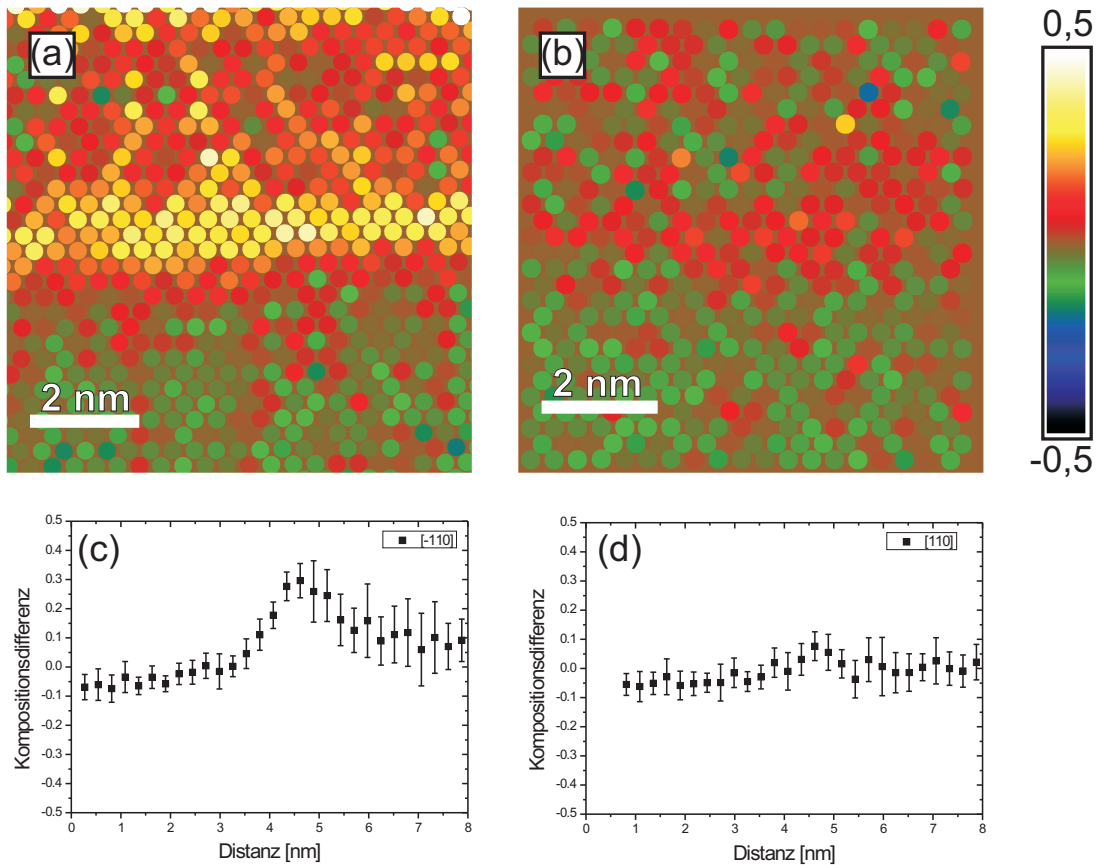 (a)
2 nm
(b)
2 nm
0,5
-0,5
(c)
[-110]
Kompositionsdifferenz
0.5
0.4
0.3
0.2
0.1
0.0
-0.1
-0.2
-0.3
-0.4
-0.5
0 1 2 3 4 5 6 7 8
Distanz [nm]
(d)
[110]
Kompositionsdifferenz
0.5
0.4
0.3
0.2
0.1
0.0
-0.1
-0.2
-0.3
-0.4
-0.5
0 1 2 3 4 5 6 7 8
Distanz [nm]